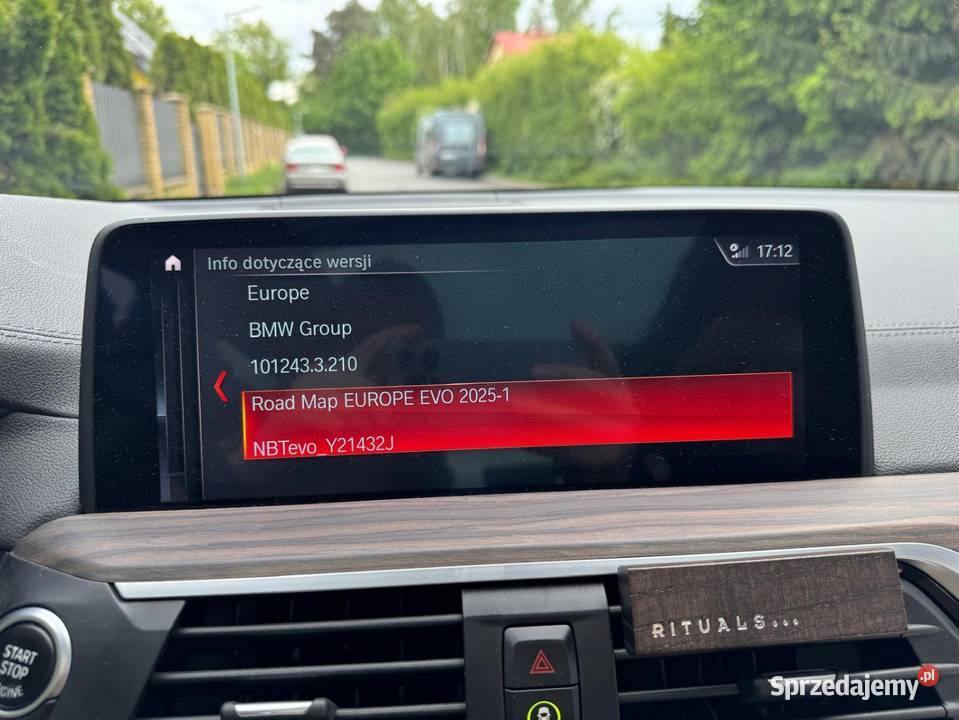 Info dotyczące wersji
17:12
Europe
BMW Group
101243.3.210
Road Map EUROPE EVO 2025-1
NBTevo_Y21432J
RITUALS...
START
STOP
ENGINE
Sprzedajemy.pl